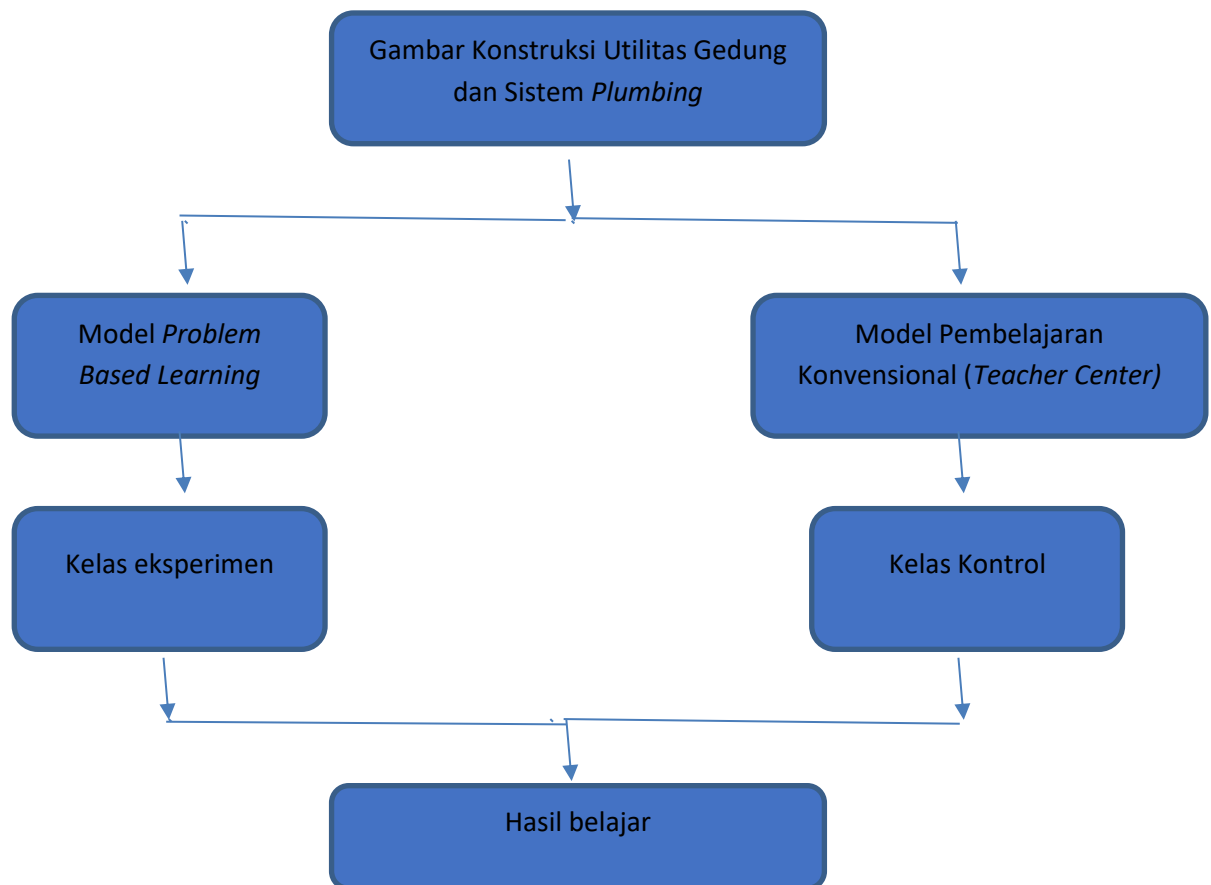 Gambar Konstruksi Utilitas Gedung
dan Sistem Plumbing
Model Problem
Based Learning
Model Pembelajaran
Konvensional (Teacher Center)
Kelas eksperimen
Kelas Kontrol
Hasil belajar